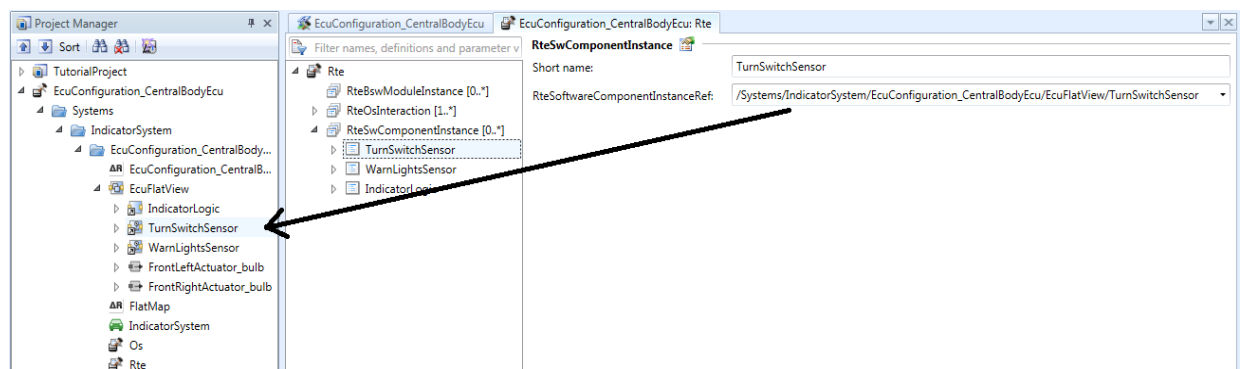 Project Manager
Sort
TutorialProject
EcuConfiguration_CentralBodyEcu
Systems
IndicatorSystem
EcuConfiguration_CentralBody...
AR EcuConfiguration_CentralB...
EcuFlatView
IndicatorLogic
TurnSwitchSensor
WarnLightsSensor
FrontLeftActuator_bulb
FrontRightActuator_bulb
AR FlatMap
IndicatorSystem
Os
Rte
EcuConfiguration_CentralBodyEcu
EcuConfiguration_CentralBodyEcu: Rte
Filter names, definitions and parameter v
Rte
RteBswModuleInstance [0..*]
RteOsInteraction [1..*]
RteSwComponentInstance [0..*]
TurnSwitchSensor
WarnLightsSensor
IndicatorLogic
RteSwComponentInstance
Short name: TurnSwitchSensor
RteSoftwareComponentInstanceRef: /Systems/IndicatorSystem/EcuConfiguration_CentralBodyEcu/EcuFlatView/TurnSwitchSensor